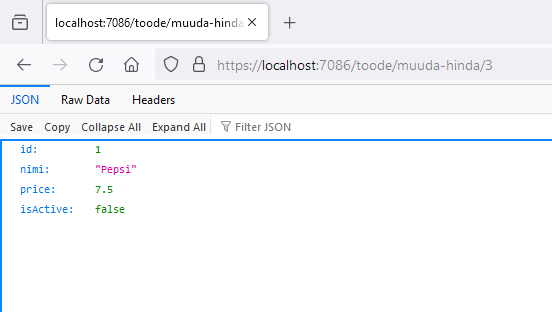 localhost:7086/toode/muuda-hinda
https://localhost:7086/toode/muuda-hinda/3
JSON Raw Data Headers
Save Copy Collapse All Expand All Filter JSON
id: 1
nimi: "Pepsi"
price: 7.5
isActive: false